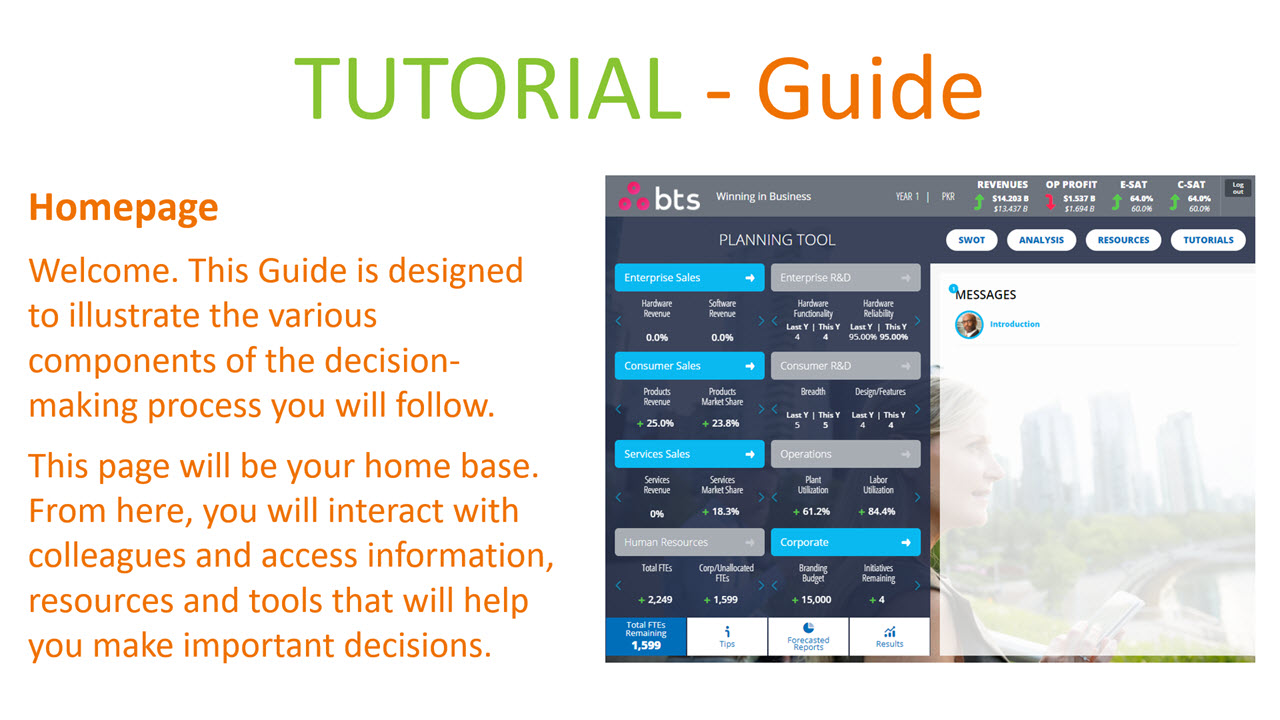 TUTORIAL - Guide
Homepage
Welcome. This Guide is designed
to illustrate the various
components of the decision-
making process you will follow.
This page will be your home base.
From here, you will interact with
colleagues and access information,
resources and tools that will help
you make important decisions.
bts
Winning in Business
YEAR 1 | PKR
REVENUES
$14.203 B
$13.437 B
OP PROFIT
$1.537 B
$1.694 B
E-SAT
64.0%
60.0%
C-SAT
64.0%
60.0%
Log
out
PLANNING TOOL
SWOT
ANALYSIS
RESOURCES
TUTORIALS
Enterprise Sales
Hardware
Revenue
0.0%
Software
Revenue
0.0%
Enterprise R&D
Hardware
Functionality
Last Y | This Y
4 4
Hardware
Reliability
Last Y | This Y
95.00% 95.00%
Consumer Sales
Products
Revenue
+ 25.0%
Products
Market Share
+ 23.8%
Consumer R&D
Breadth
Last Y | This Y
5 5
Design/Features
Last Y | This Y
4 4
Services Sales
Services
Revenue
0%
Services
Market Share
+ 18.3%
Operations
Plant
Utilization
+ 61.2%
Labor
Utilization
+ 84.4%
Human Resources
Total FTEs
+ 2,249
Corp/Unallocated
FTEs
+ 1,599
Corporate
Branding
Budget
+ 15,000
Initiatives
Remaining
+ 4
Total FTEs
Remaining
1,599
Tips
Forecasted
Reports
Results
MESSAGES
Introduction